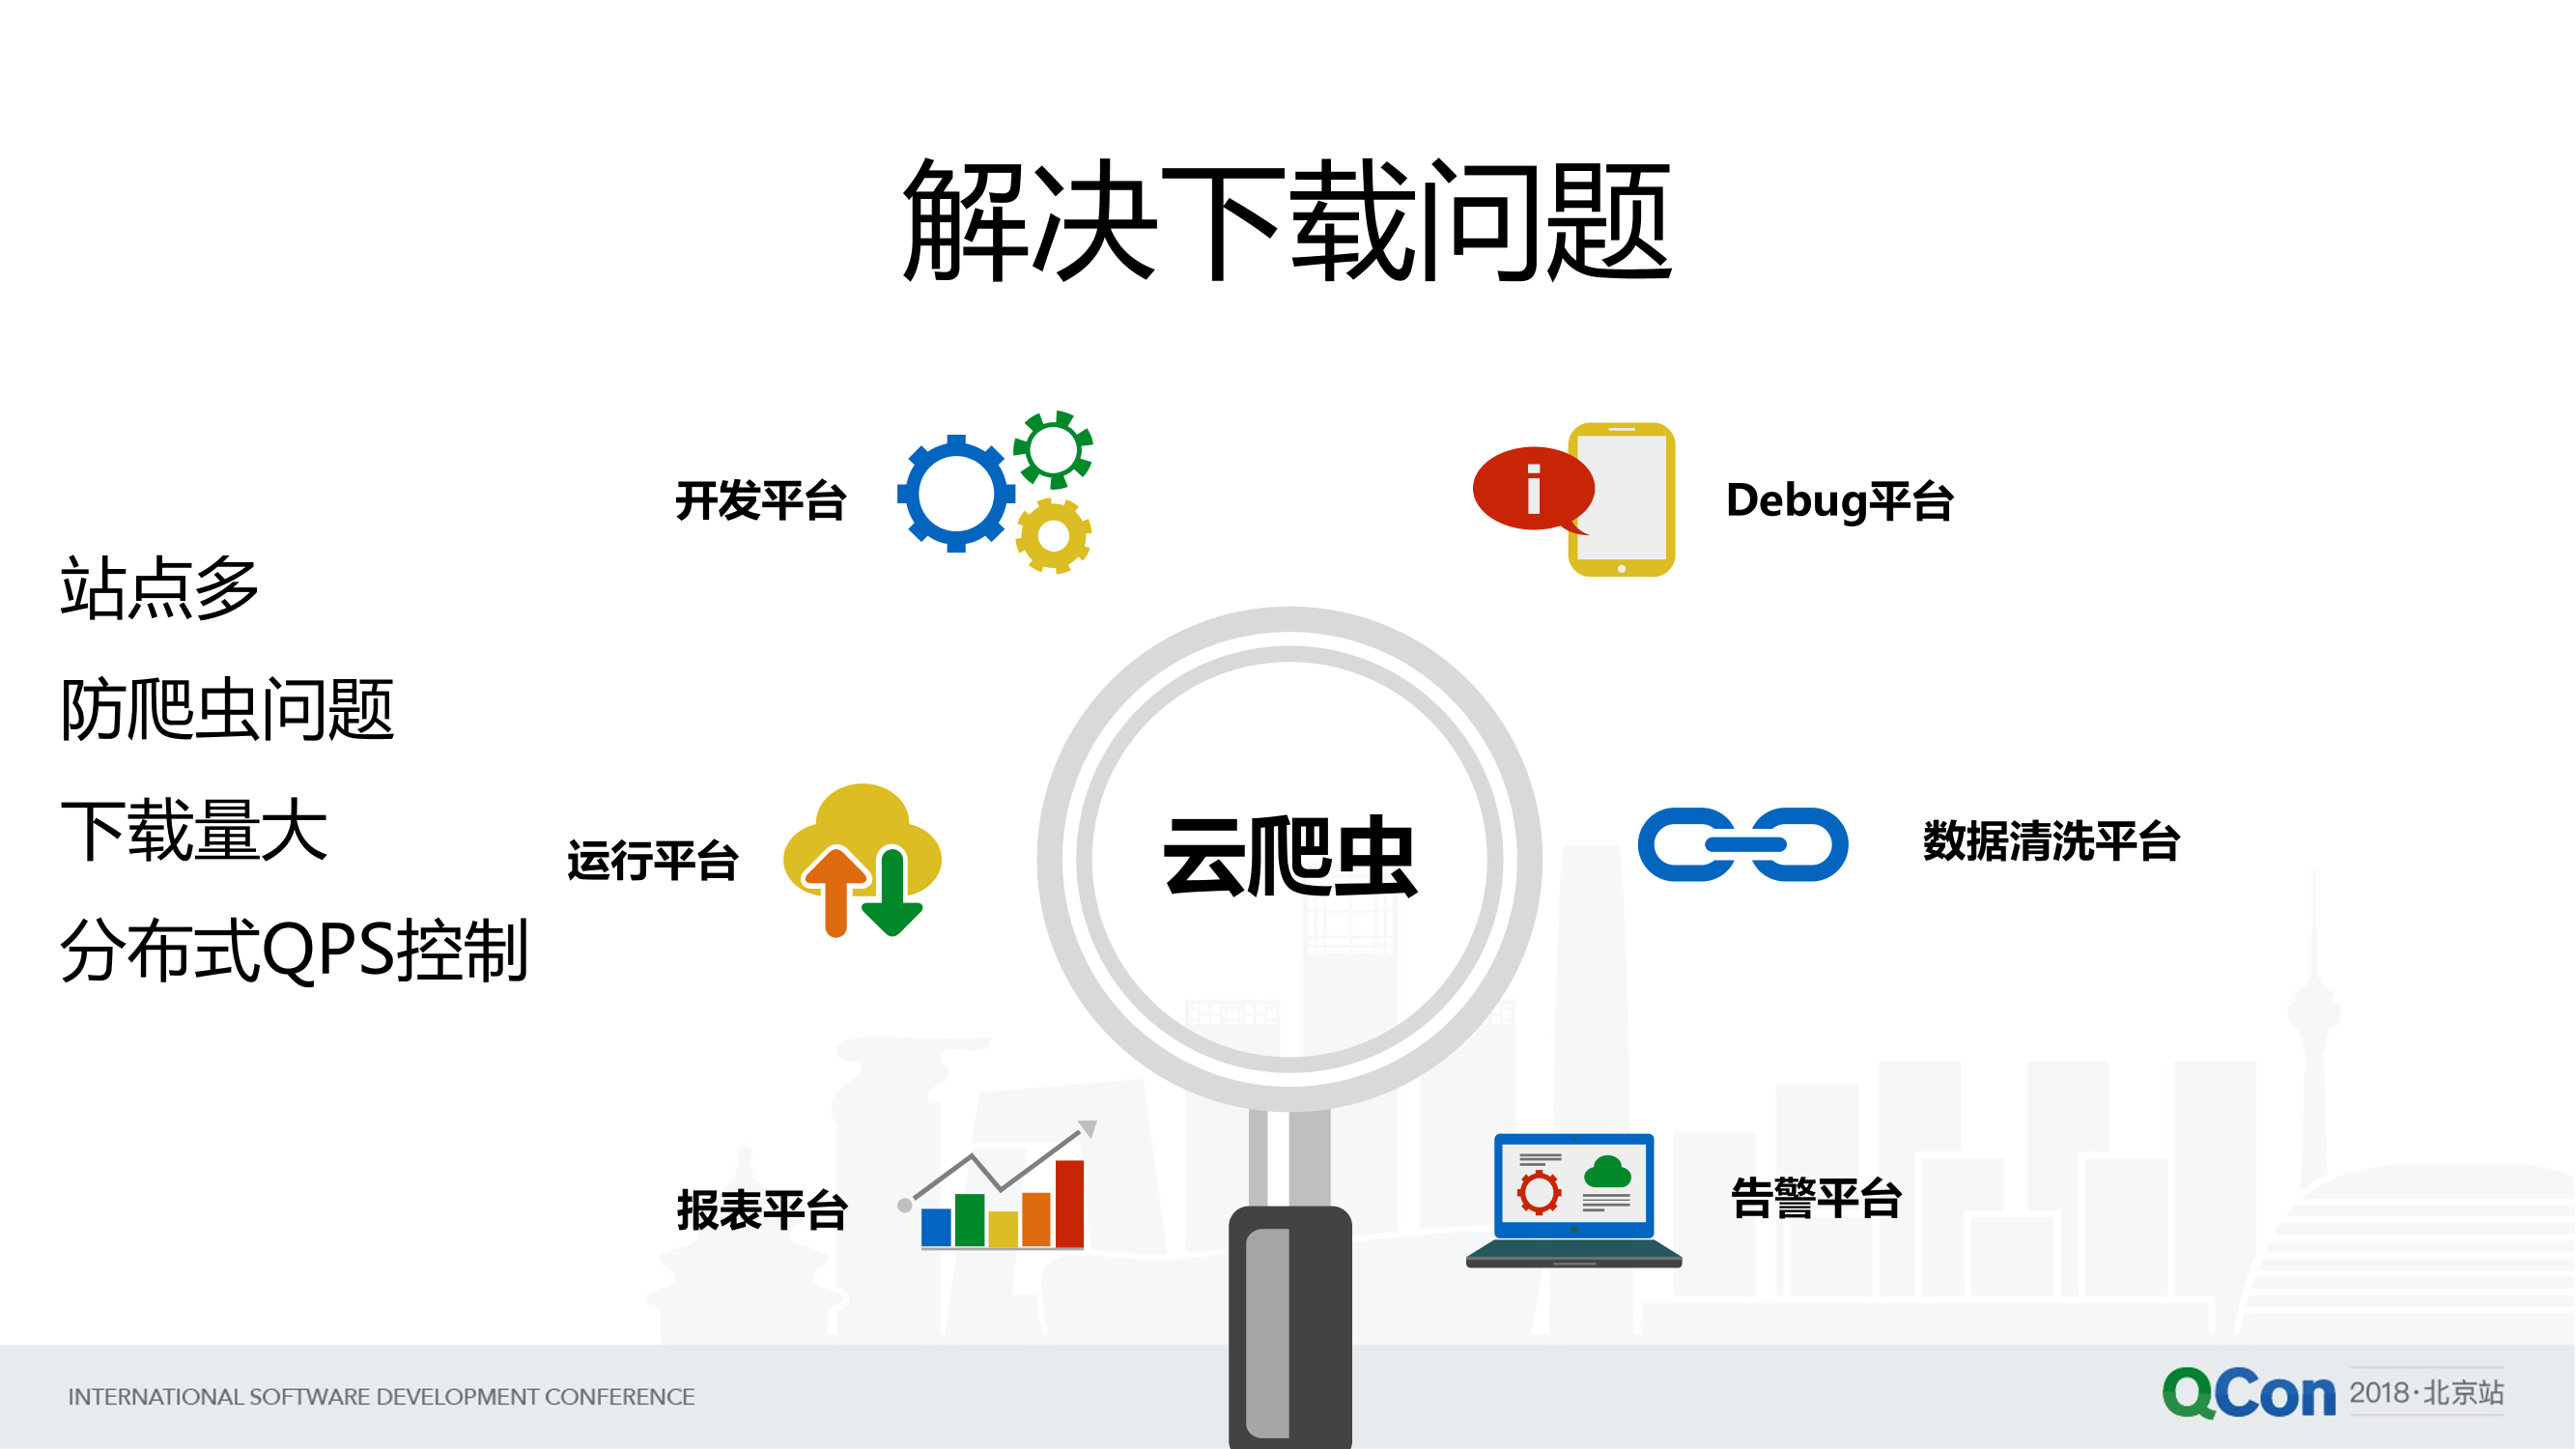 解决下载问题
开发平台
Debug平台
站点多
防爬虫问题
下载量大
分布式QPS控制
运行平台
云爬虫
数据清洗平台
报表平台
告警平台
INTERNATIONAL SOFTWARE DEVELOPMENT CONFERENCE
QCon 2018·北京站